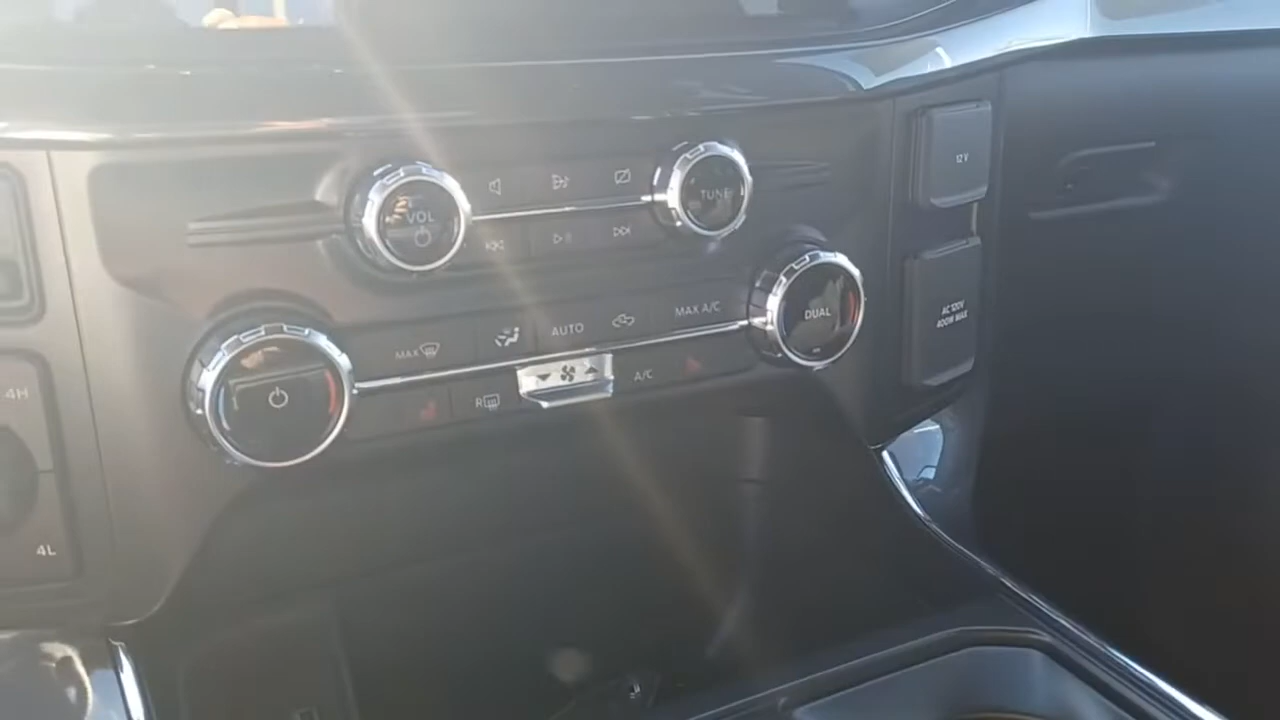 VOL
TUNE
12V
MAX
AUTO
MAX A/C
DUAL
AC 120V
400W MAX
R
A/C
4H
4L